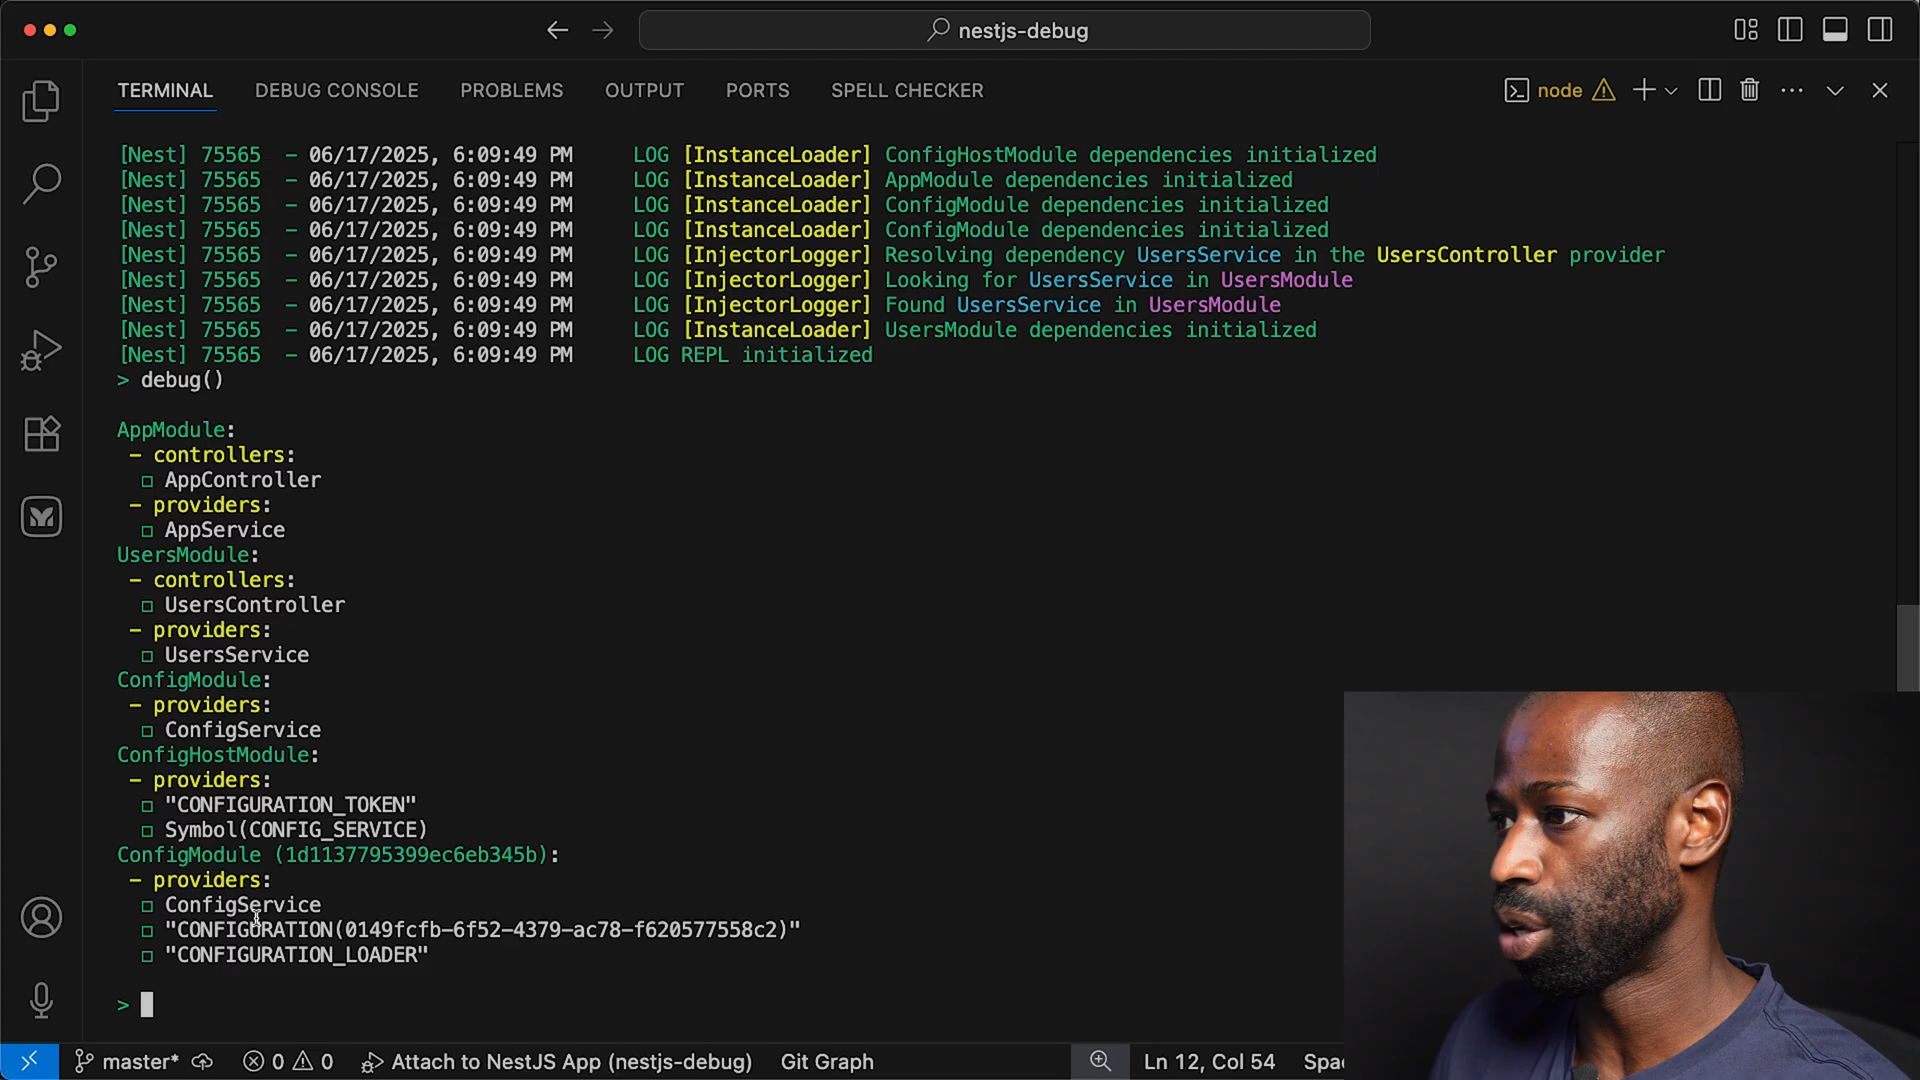 nestjs-debug
TERMINAL DEBUG CONSOLE PROBLEMS OUTPUT PORTS SPELL CHECKER node
[Nest] 75565 - 06/17/2025, 6:09:49 PM LOG [InstanceLoader] ConfigHostModule dependencies initialized
[Nest] 75565 - 06/17/2025, 6:09:49 PM LOG [InstanceLoader] AppModule dependencies initialized
[Nest] 75565 - 06/17/2025, 6:09:49 PM LOG [InstanceLoader] ConfigModule dependencies initialized
[Nest] 75565 - 06/17/2025, 6:09:49 PM LOG [InstanceLoader] ConfigModule dependencies initialized
[Nest] 75565 - 06/17/2025, 6:09:49 PM LOG [InjectorLogger] Resolving dependency UsersService in the UsersController provider
[Nest] 75565 - 06/17/2025, 6:09:49 PM LOG [InjectorLogger] Looking for UsersService in UsersModule
[Nest] 75565 - 06/17/2025, 6:09:49 PM LOG [InjectorLogger] Found UsersService in UsersModule
[Nest] 75565 - 06/17/2025, 6:09:49 PM LOG [InstanceLoader] UsersModule dependencies initialized
[Nest] 75565 - 06/17/2025, 6:09:49 PM LOG REPL initialized
> debug()
AppModule:
- controllers:
□ AppController
- providers:
□ AppService
UsersModule:
- controllers:
□ UsersController
- providers:
□ UsersService
ConfigModule:
- providers:
□ ConfigService
ConfigHostModule:
- providers:
□ "CONFIGURATION_TOKEN"
□ Symbol(CONFIG_SERVICE)
ConfigModule (1d1137795399ec6eb345b):
- providers:
□ ConfigService
□ "CONFIGURATION(0149fcfb-6f52-4379-ac78-f620577558c2)"
□ "CONFIGURATION_LOADER"
>
master* 0 0 Attach to NestJS App (nestjs-debug) Git Graph Ln 12, Col 54 Spac